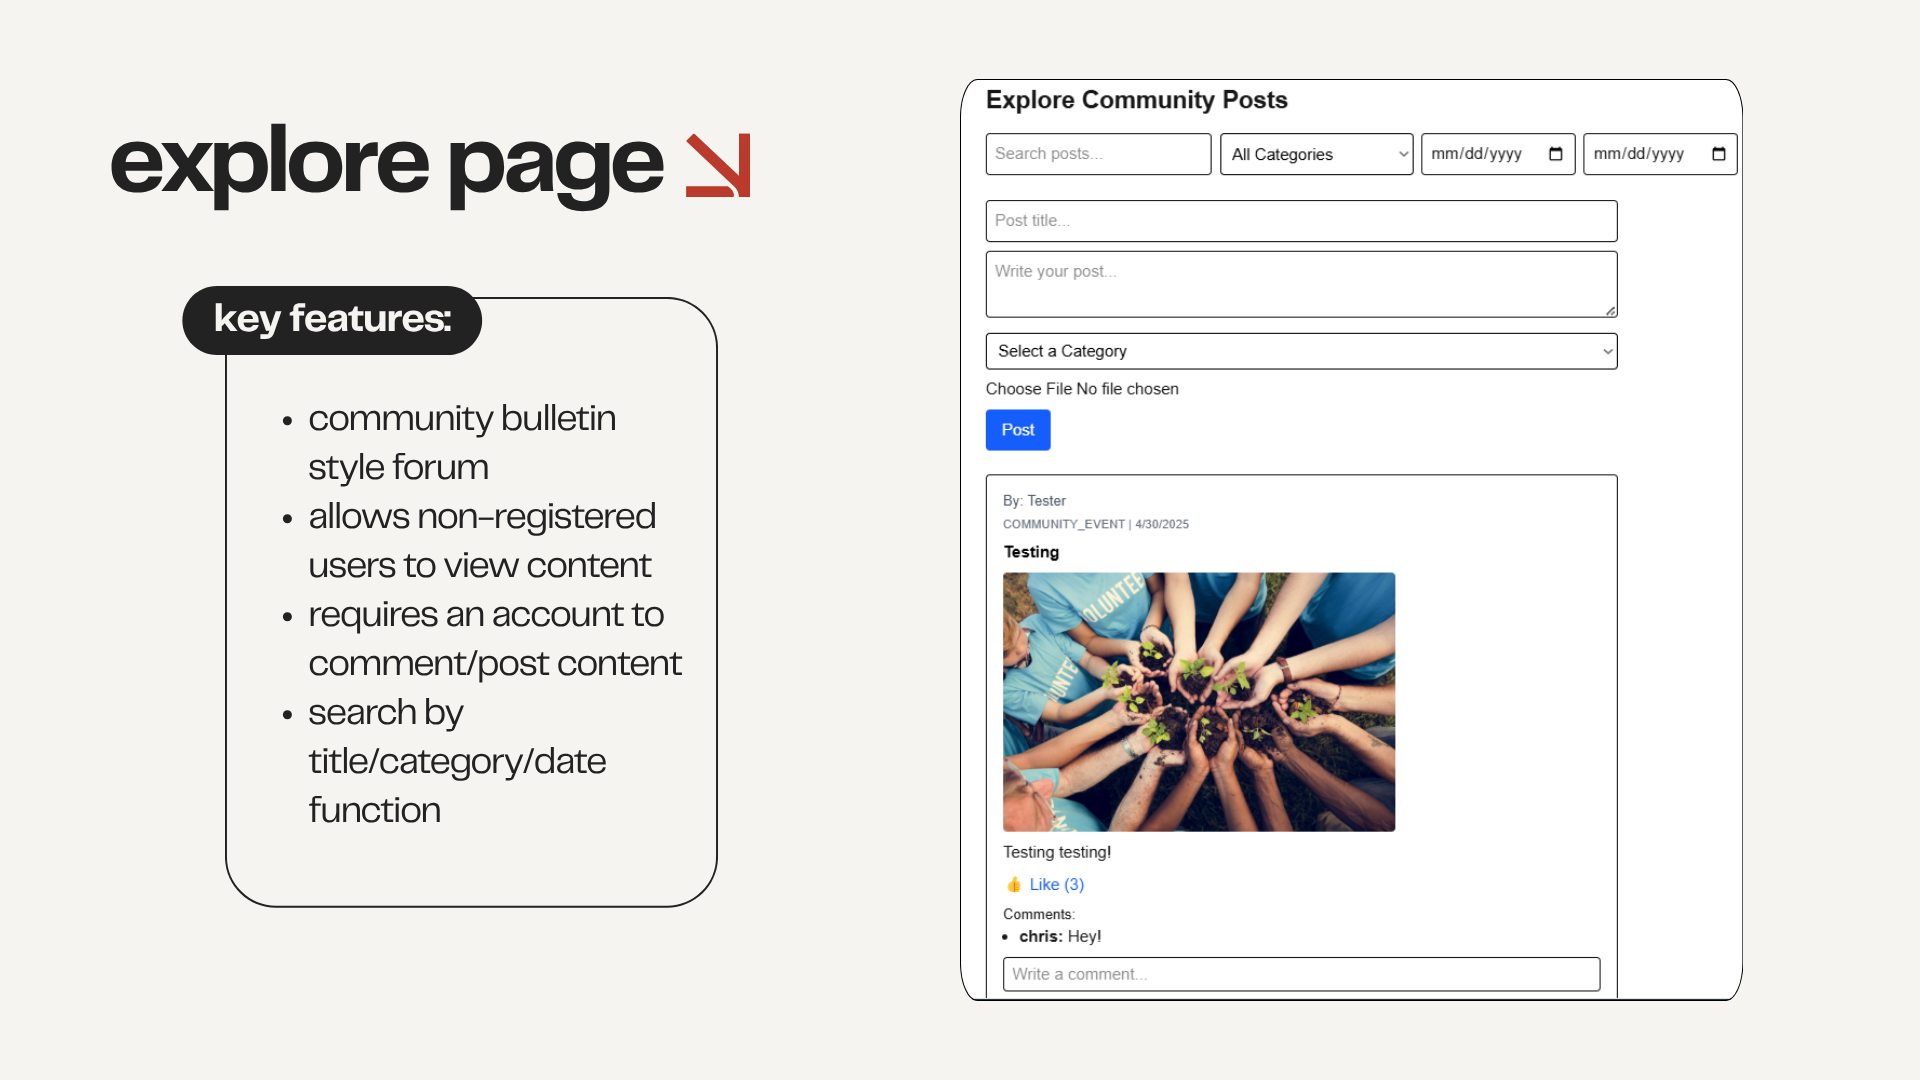 explore page
key features:
• community bulletin
style forum
• allows non-registered
users to view content
• requires an account to
comment/post content
• search by
title/category/date
function
Explore Community Posts
Search posts...
All Categories
mm/dd/yyyy
mm/dd/yyyy
Post title...
Write your post...
Select a Category
Choose File No file chosen
Post
By: Tester
COMMUNITY_EVENT | 4/30/2025
Testing
Testing testing!
👍 Like (3)
Comments:
• chris: Hey!
Write a comment...